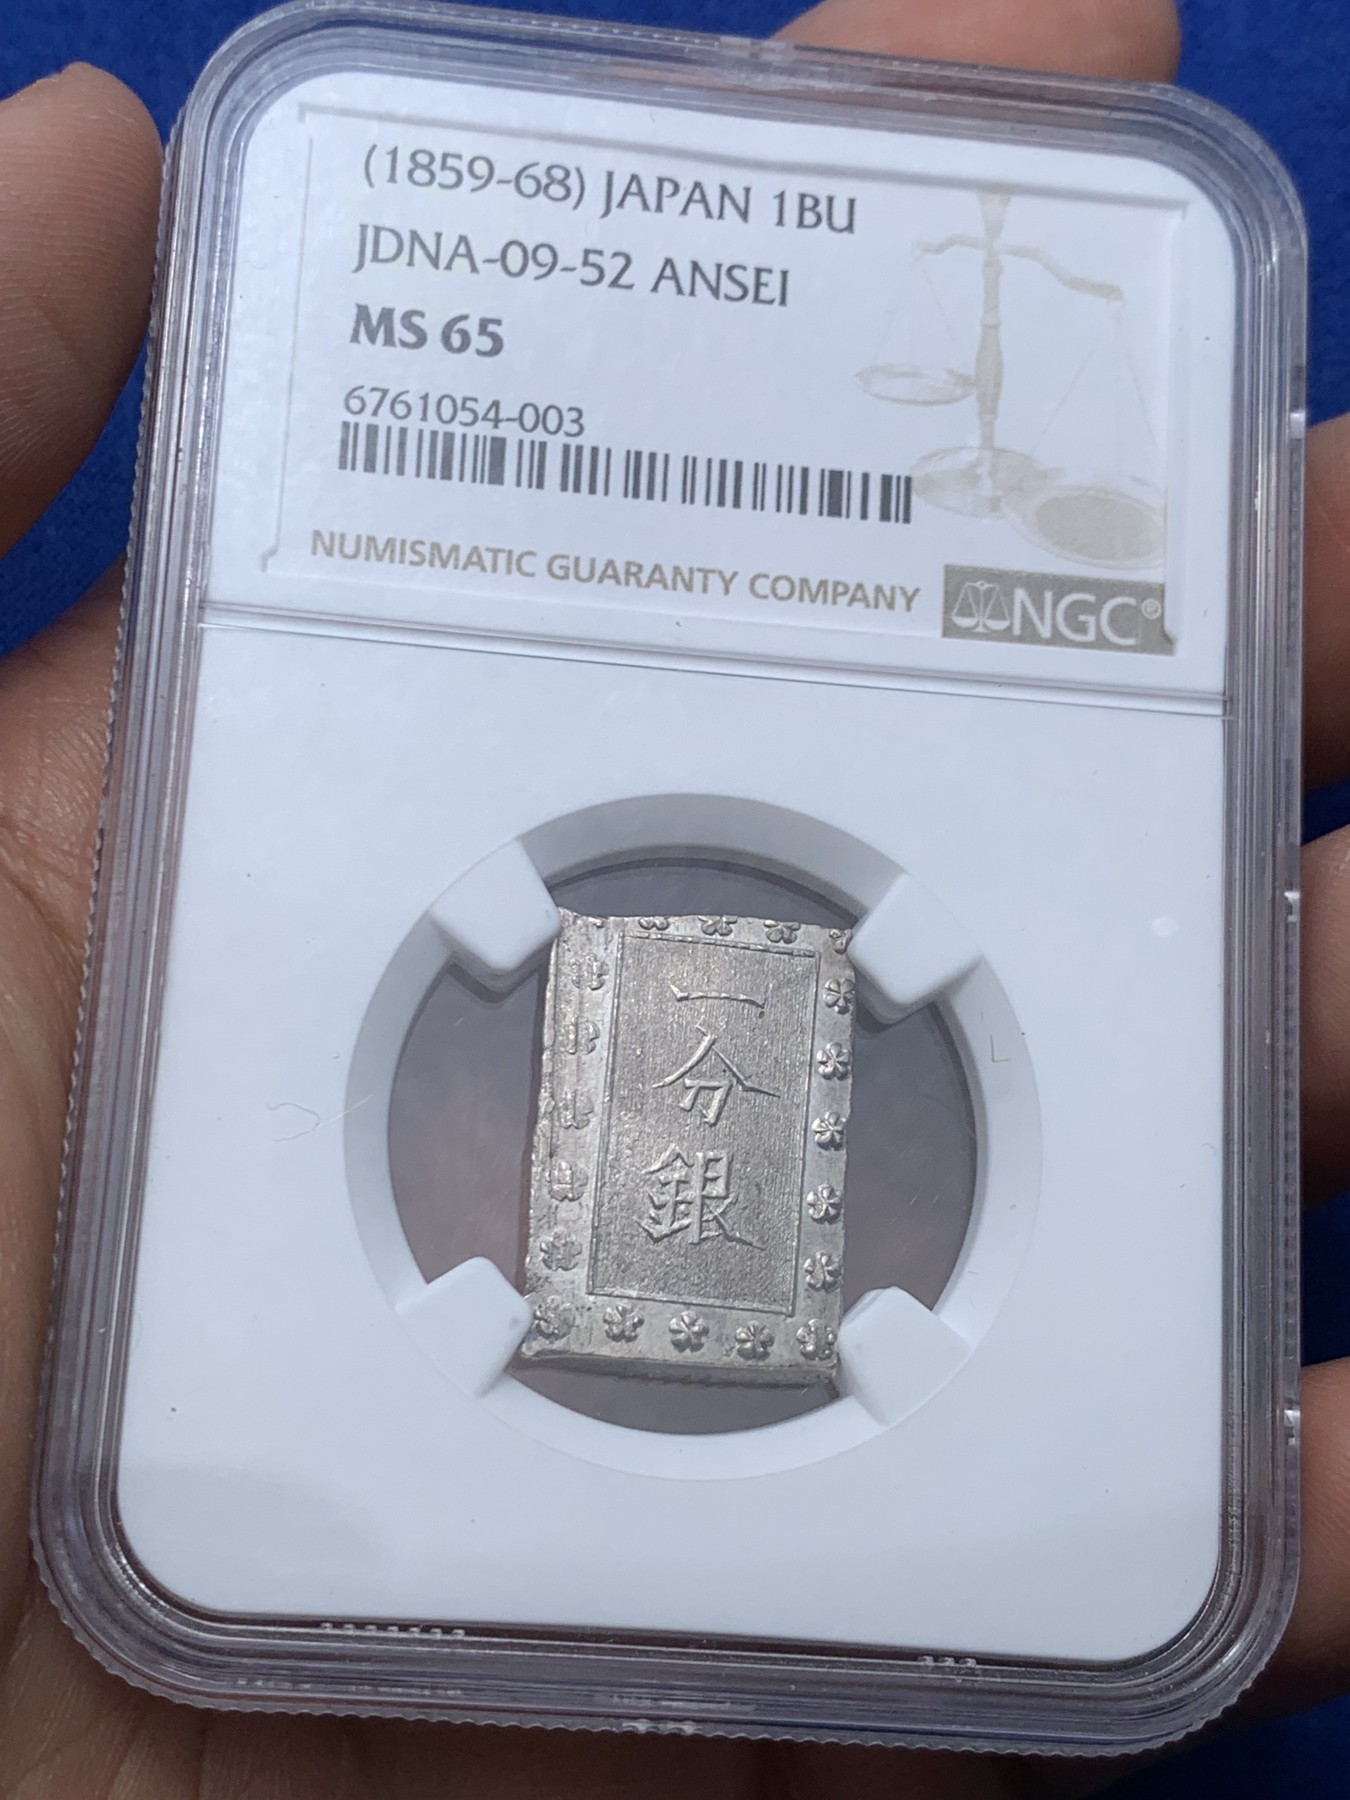 (1859-68) JAPAN 1BU
JDNA-09-52 ANSEI
MS 65
6761054-003
NUMISMATIC GUARANTY COMPANY
NGC®
一
分
銀